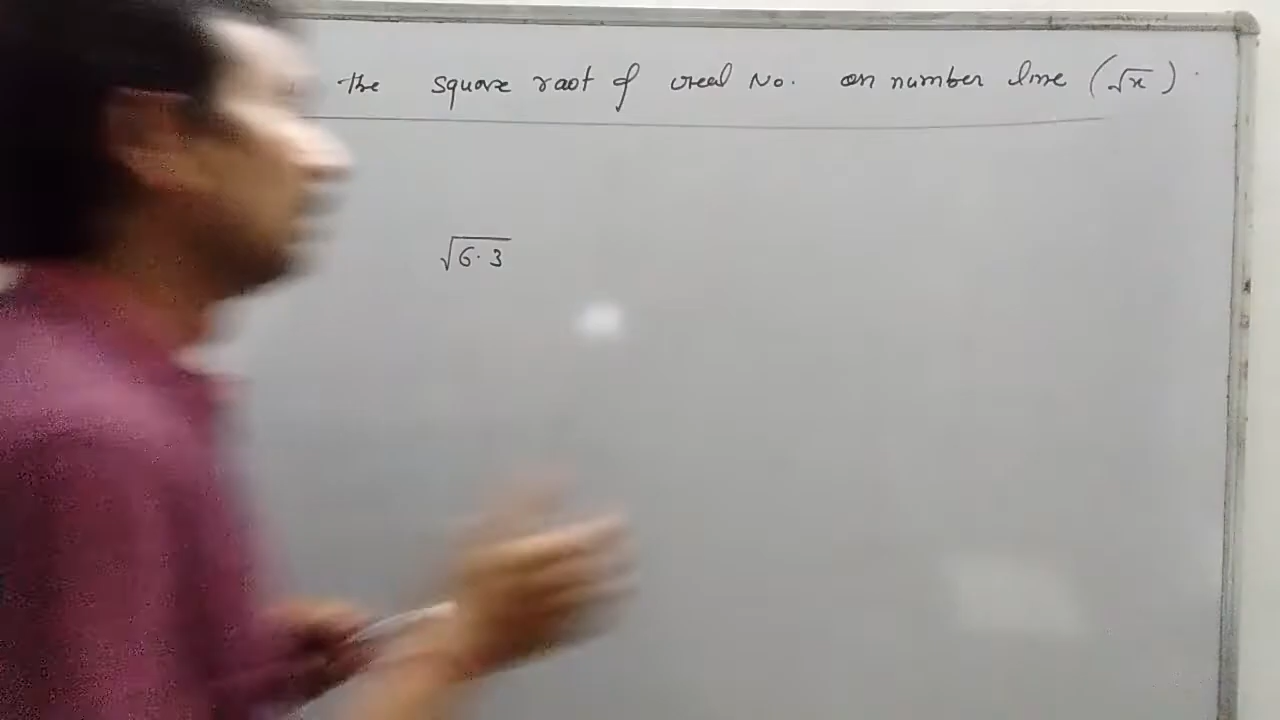 the square root of real No. on number line (√x)
√6.3